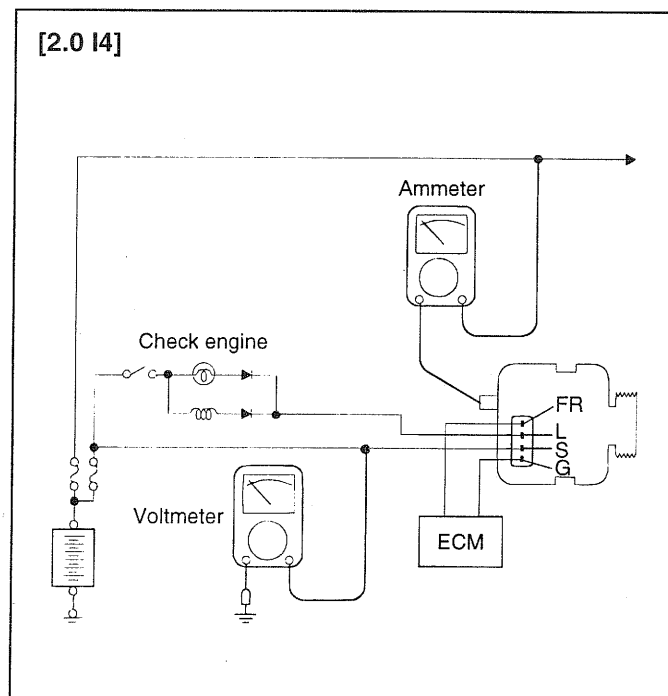 [2.0 I4]
Ammeter
Check engine
FR
L
S
G
Voltmeter
ECM